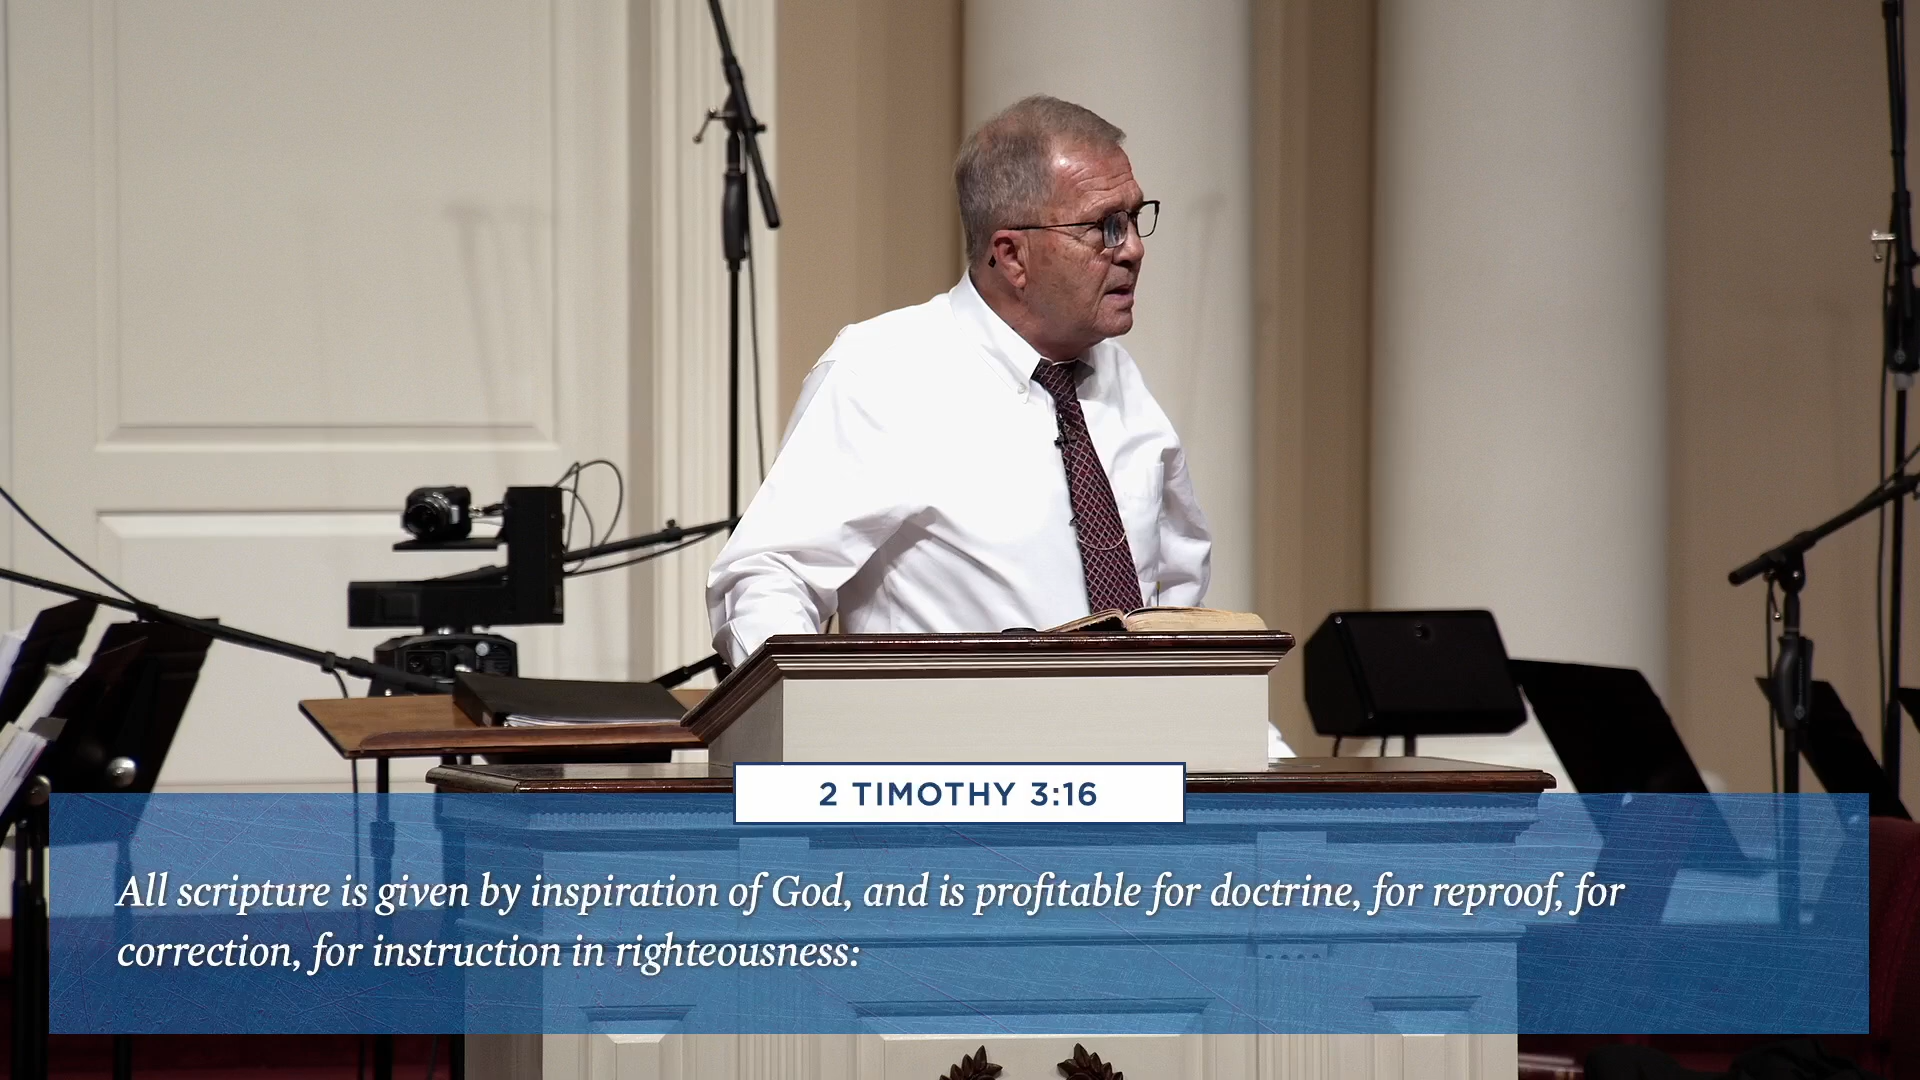 2 TIMOTHY 3:16
All scripture is given by inspiration of God, and is profitable for doctrine, for reproof, for
correction, for instruction in righteousness: